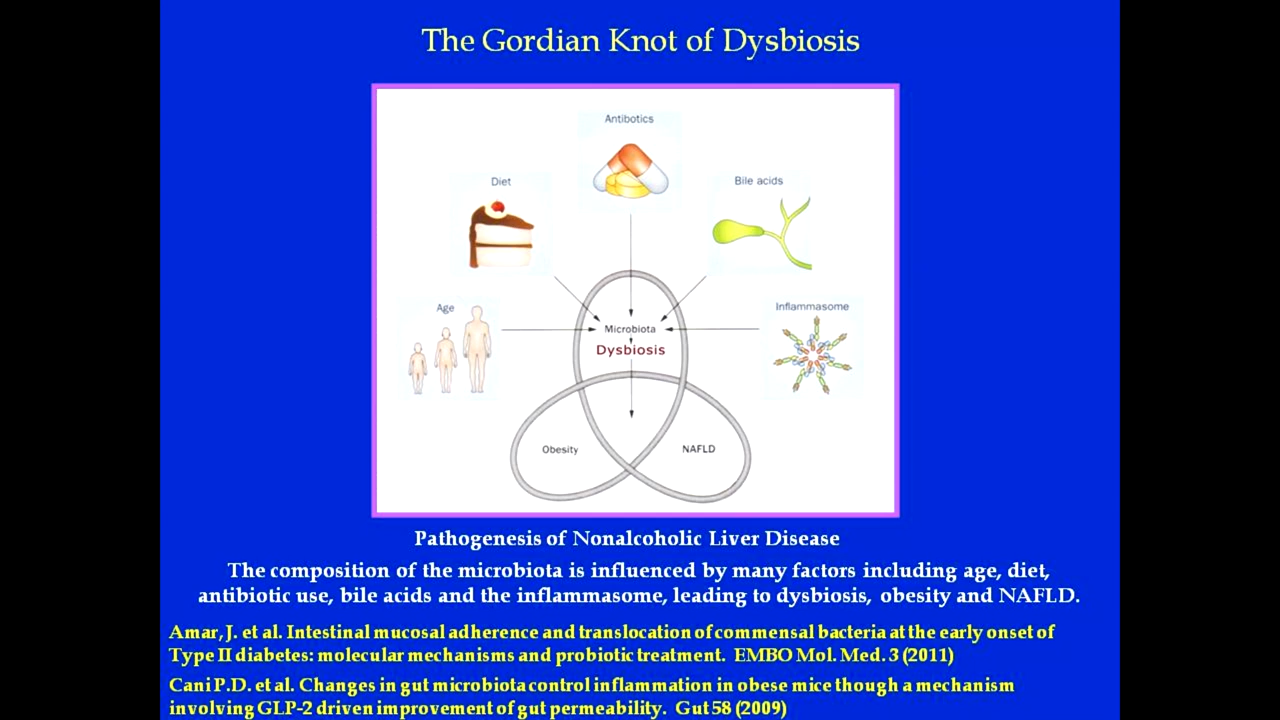 The Gordian Knot of Dysbiosis
Antibotics
Diet
Bile acids
Age
Inflammasome
Microbiota
Dysbiosis
Obesity
NAFLD
Pathogenesis of Nonalcoholic Liver Disease
The composition of the microbiota is influenced by many factors including age, diet,
antibiotic use, bile acids and the inflammasome, leading to dysbiosis, obesity and NAFLD.
Amar, J. et al. Intestinal mucosal adherence and translocation of commensal bacteria at the early onset of
Type II diabetes: molecular mechanisms and probiotic treatment. EMBO Mol. Med. 3 (2011)
Cani P.D. et al. Changes in gut microbiota control inflammation in obese mice though a mechanism
involving GLP-2 driven improvement of gut permeability. Gut 58 (2009)